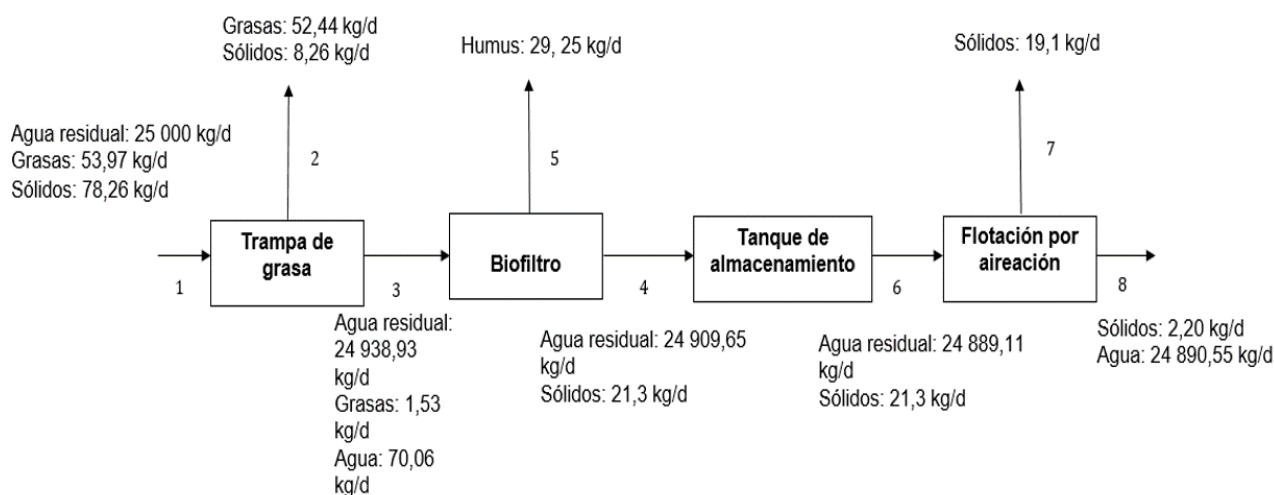 Grasas: 52,44 kg/d
Sólidos: 8,26 kg/d
Humus: 29, 25 kg/d
Sólidos: 19,1 kg/d
Agua residual: 25 000 kg/d
Grasas: 53,97 kg/d
Sólidos: 78,26 kg/d
2
5
7
Trampa de
grasa
Biofiltro
Tanque de
almacenamiento
Flotación por
aireación
1
3
4
6
8
Agua residual:
24 938,93
kg/d
Grasas: 1,53
kg/d
Agua: 70,06
kg/d
Agua residual: 24 909,65
kg/d
Sólidos: 21,3 kg/d
Agua residual: 24 889,11
kg/d
Sólidos: 21,3 kg/d
Sólidos: 2,20 kg/d
Agua: 24 890,55 kg/d